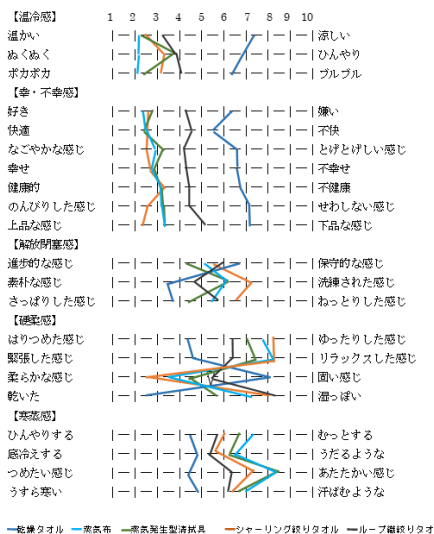 【温冷感】 1 2 3 4 5 6 7 8 9 10
温かい 涼しい
ぬくぬく ひんやり
ポカポカ ブルブル
【幸・不幸感】
好き 嫌い
快適 不快
なごやかな感じ とげとげしい感じ
幸せ 不幸せ
健康的 不健康
のんびりした感じ せわしない感じ
上品な感じ 下品な感じ
【解放閉塞感】
進歩的な感じ 保守的な感じ
素朴な感じ 洗練された感じ
さっぱりした感じ ねっとりした感じ
【硬柔感】
はりつめた感じ ゆったりした感じ
緊張した感じ リラックスした感じ
柔らかな感じ 固い感じ
乾いた 湿っぽい
【寒蒸感】
ひんやりする むっとする
底冷えする うだるような
つめたい感じ あたたかい感じ
うすら寒い 汗ばむような
乾燥タオル 蒸気布 蒸気発生型清拭具 シャーリング絞りタオル ループ繊絞りタオ